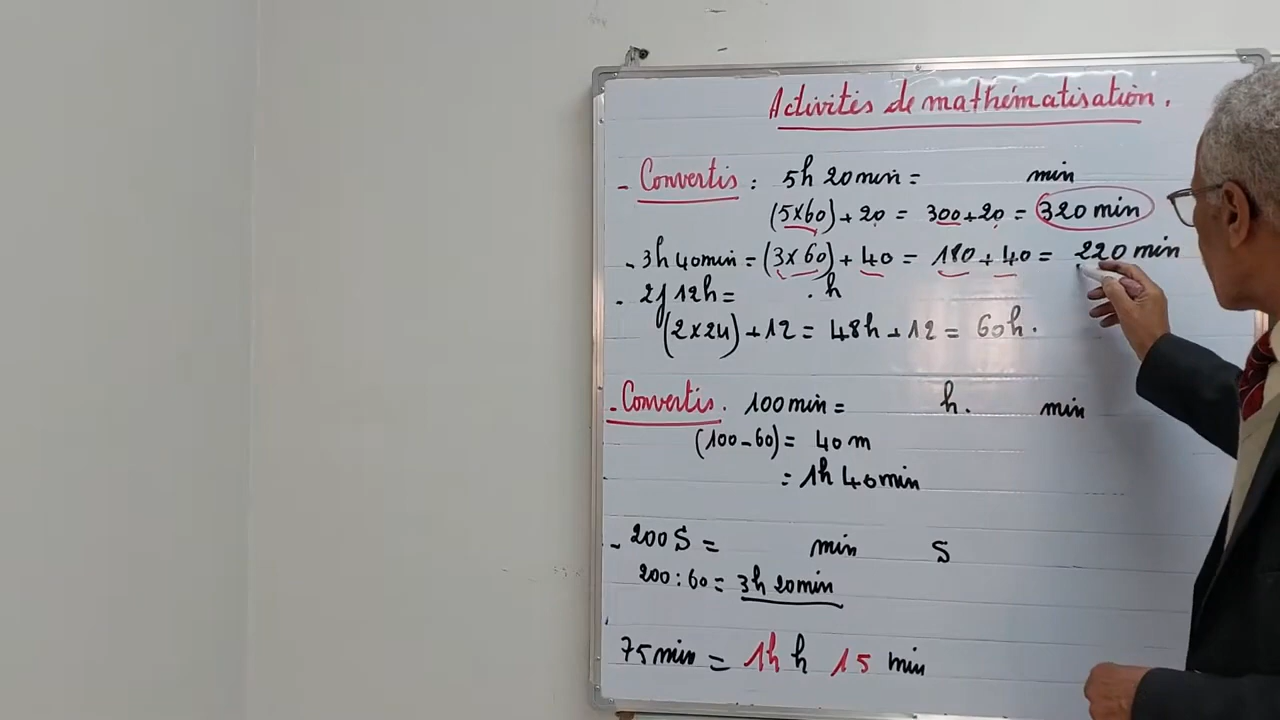 Activités de mathématisation.
- Convertis : 5h 20min = min
(5x60) + 20 = 300+20 = 320 min
- 3h 40min = (3x60) + 40 = 180 + 40 = 220 min
- 2j 12h = . h
(2x24) + 12 = 48h + 12 = 60h.
- Convertis. 100min = h. min
(100-60) = 40 m
= 1h 40min
- 200 S = min S
200 : 60 = 3h 20min
75min = 1h h 15 min